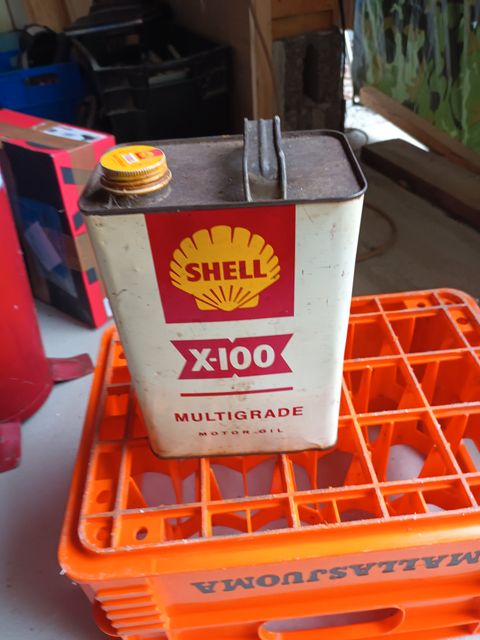 SHELL
X-100
MULTIGRADE
MOTOR OIL
MALLASJUOMA